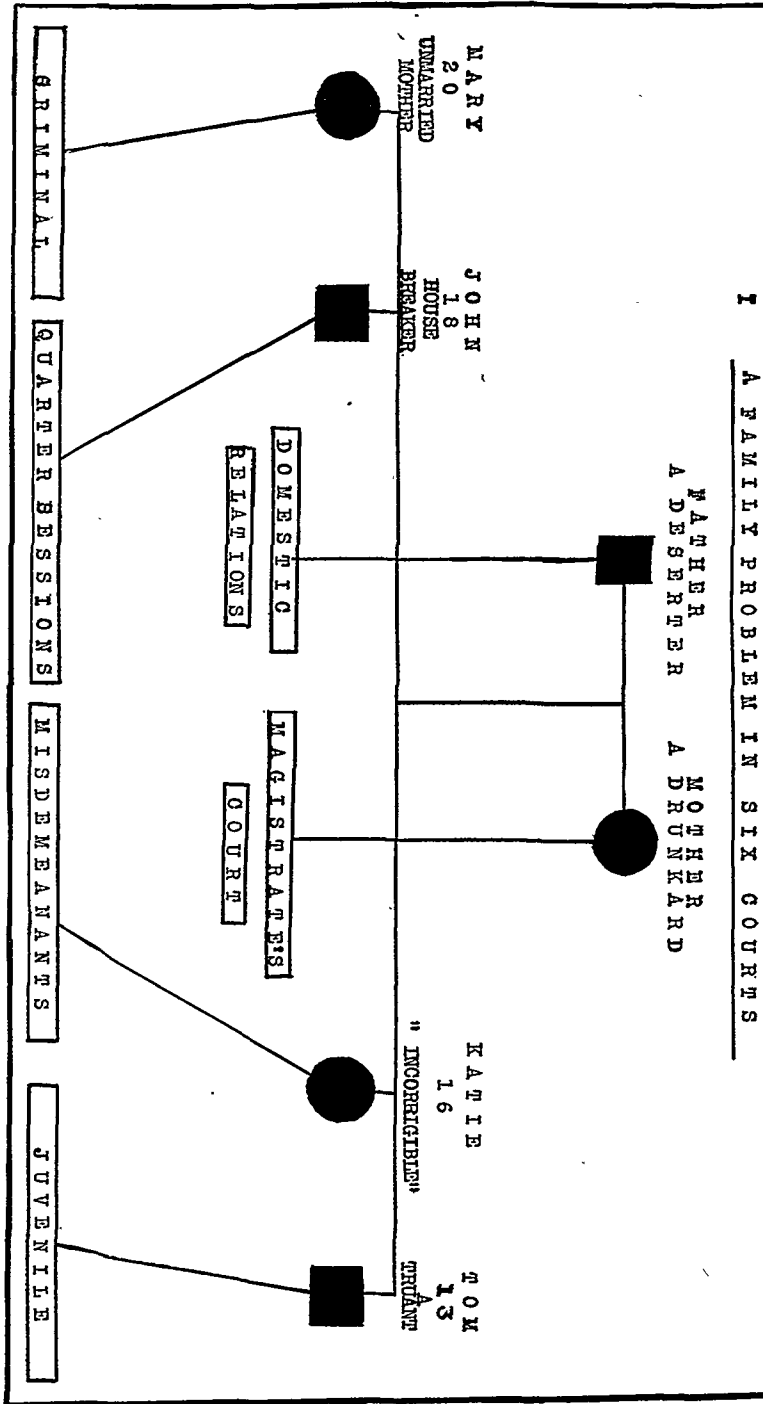 I A FAMILY PROBLEM IN SIX COURTS
FATHER
A DESERTER
MOTHER
A DRUNKARD
MARY
20
UNMARRIED
MOTHER
JOHN
18
HOUSE
BREAKER
KATIE
16
" INCORRIGIBLE"
TOM
13
A
TRUANT
DOMESTIC
RELATIONS
MAGISTRATE'S
COURT
CRIMINAL
QUARTER SESSIONS
MISDEMEANANTS
JUVENILE